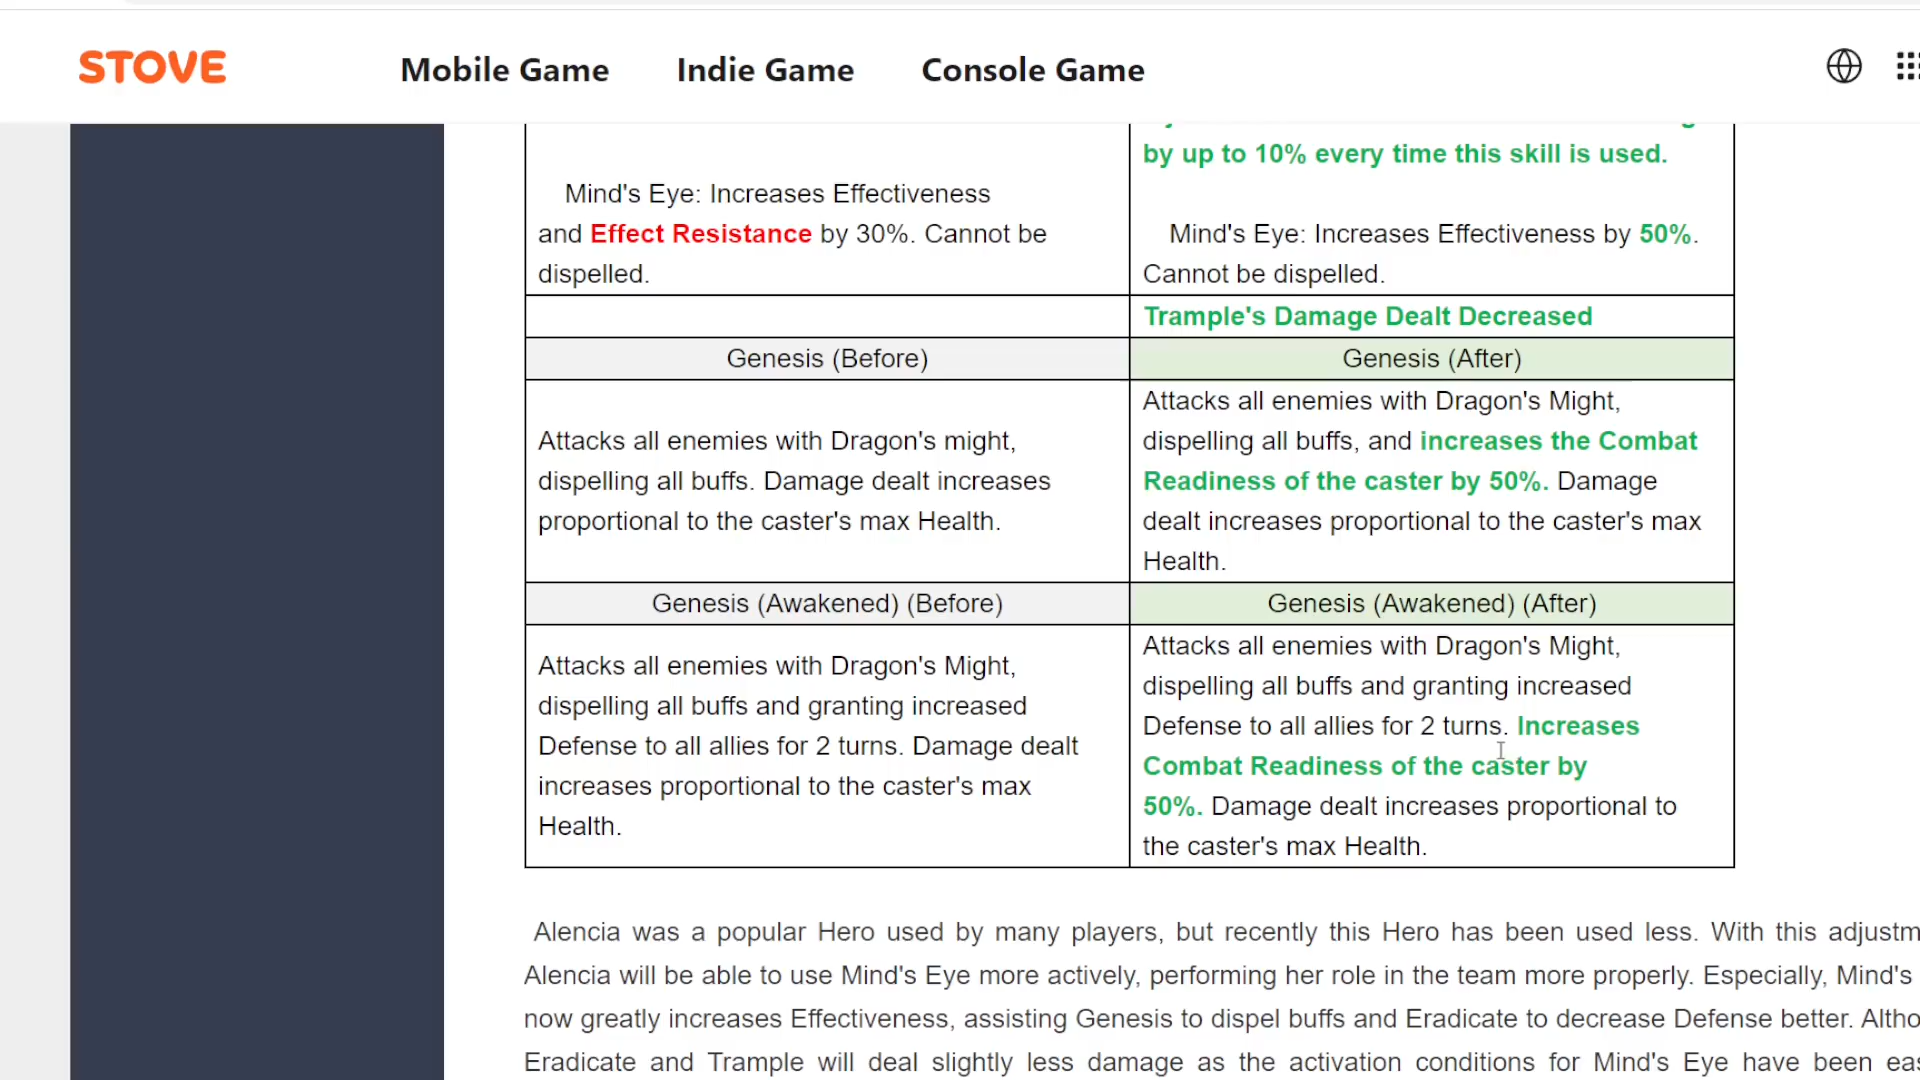 STOVE
Mobile Game
Indie Game
Console Game
Mind's Eye: Increases Effectiveness
and Effect Resistance by 30%. Cannot be
dispelled.
by up to 10% every time this skill is used.
Mind's Eye: Increases Effectiveness by 50%.
Cannot be dispelled.
Trample's Damage Dealt Decreased
Genesis (Before)
Genesis (After)
Attacks all enemies with Dragon's might,
dispelling all buffs. Damage dealt increases
proportional to the caster's max Health.
Attacks all enemies with Dragon's Might,
dispelling all buffs, and increases the Combat
Readiness of the caster by 50%. Damage
dealt increases proportional to the caster's max
Health.
Genesis (Awakened) (Before)
Genesis (Awakened) (After)
Attacks all enemies with Dragon's Might,
dispelling all buffs and granting increased
Defense to all allies for 2 turns. Damage dealt
increases proportional to the caster's max
Health.
Attacks all enemies with Dragon's Might,
dispelling all buffs and granting increased
Defense to all allies for 2 turns. Increases
Combat Readiness of the caster by
50%. Damage dealt increases proportional to
the caster's max Health.
Alencia was a popular Hero used by many players, but recently this Hero has been used less. With this adjustm
Alencia will be able to use Mind's Eye more actively, performing her role in the team more properly. Especially, Mind's
now greatly increases Effectiveness, assisting Genesis to dispel buffs and Eradicate to decrease Defense better. Altho
Eradicate and Trample will deal slightly less damage as the activation conditions for Mind's Eye have been eas